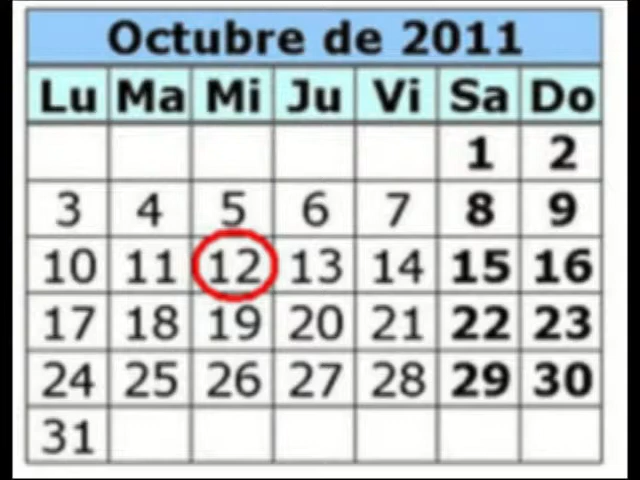 Octubre de 2011
Lu Ma Mi Ju Vi Sa Do
1 2
3 4 5 6 7 8 9
10 11 12 13 14 15 16
17 18 19 20 21 22 23
24 25 26 27 28 29 30
31